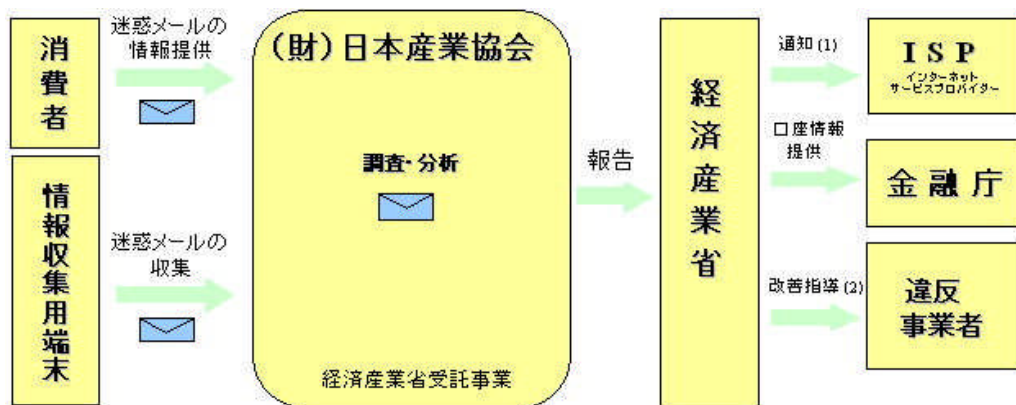 消費者
迷惑メールの
情報提供
情報収集用端末
迷惑メールの
収集
(財)日本産業協会
調査・分析
経済産業省受託事業
報告
経済産業省
通知(1)
ISP
インターネット
サービスプロバイダー
口座情報
提供
金融庁
改善指導(2)
違反
事業者